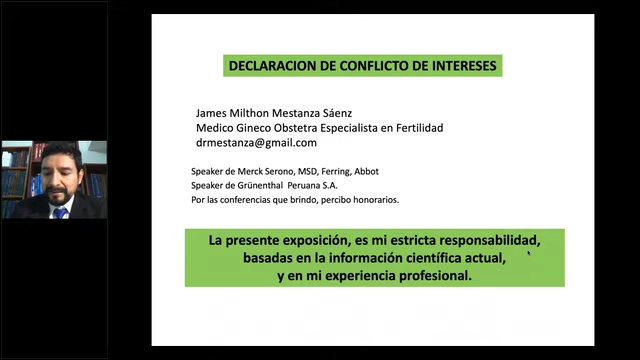 DECLARACION DE CONFLICTO DE INTERESES
James Milthon Mestanza Sáenz
Medico Gineco Obstetra Especialista en Fertilidad
drmestanza@gmail.com
Speaker de Merck Serono, MSD, Ferring, Abbot
Speaker de Grünenthal Peruana S.A.
Por las conferencias que brindo, percibo honorarios.
La presente exposición, es mi estricta responsabilidad,
basadas en la información científica actual,
y en mi experiencia profesional.